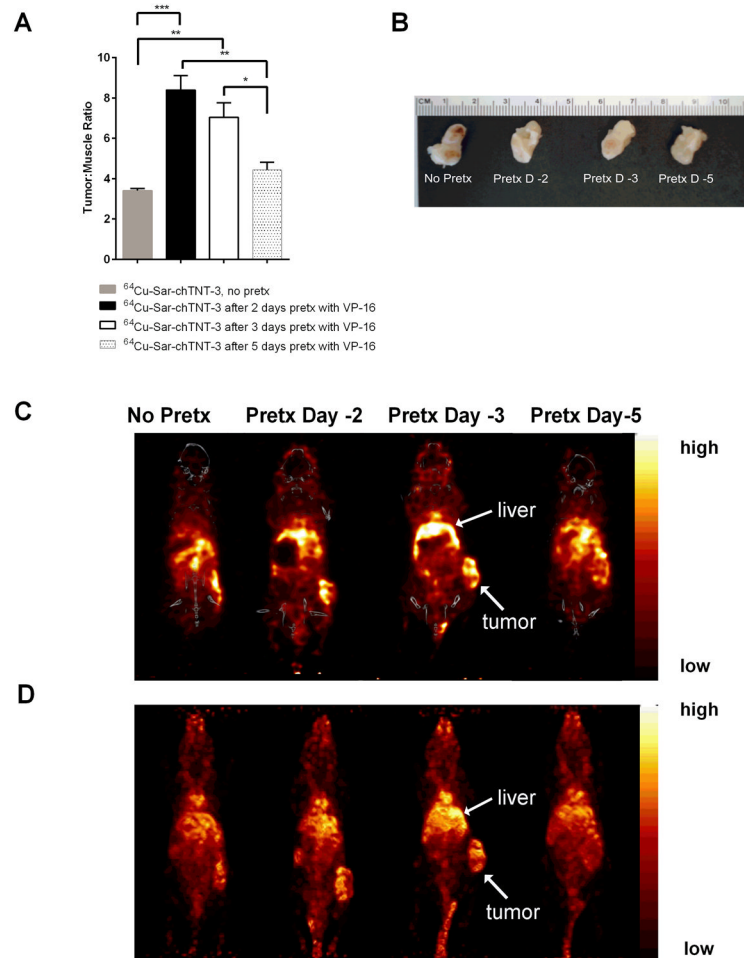 A
B
***
**
**
*
10
8
6
4
2
0
Tumor:Muscle Ratio
64Cu-Sar-chTNT-3, no pretx
64Cu-Sar-chTNT-3 after 2 days pretx with VP-16
64Cu-Sar-chTNT-3 after 3 days pretx with VP-16
64Cu-Sar-chTNT-3 after 5 days pretx with VP-16
CM 1 2 3 4 5 6 7 8 9 10
No Pretx Pretx D -2 Pretx D -3 Pretx D -5
C
No Pretx Pretx Day -2 Pretx Day -3 Pretx Day-5
high
liver
tumor
low
D
high
liver
tumor
low